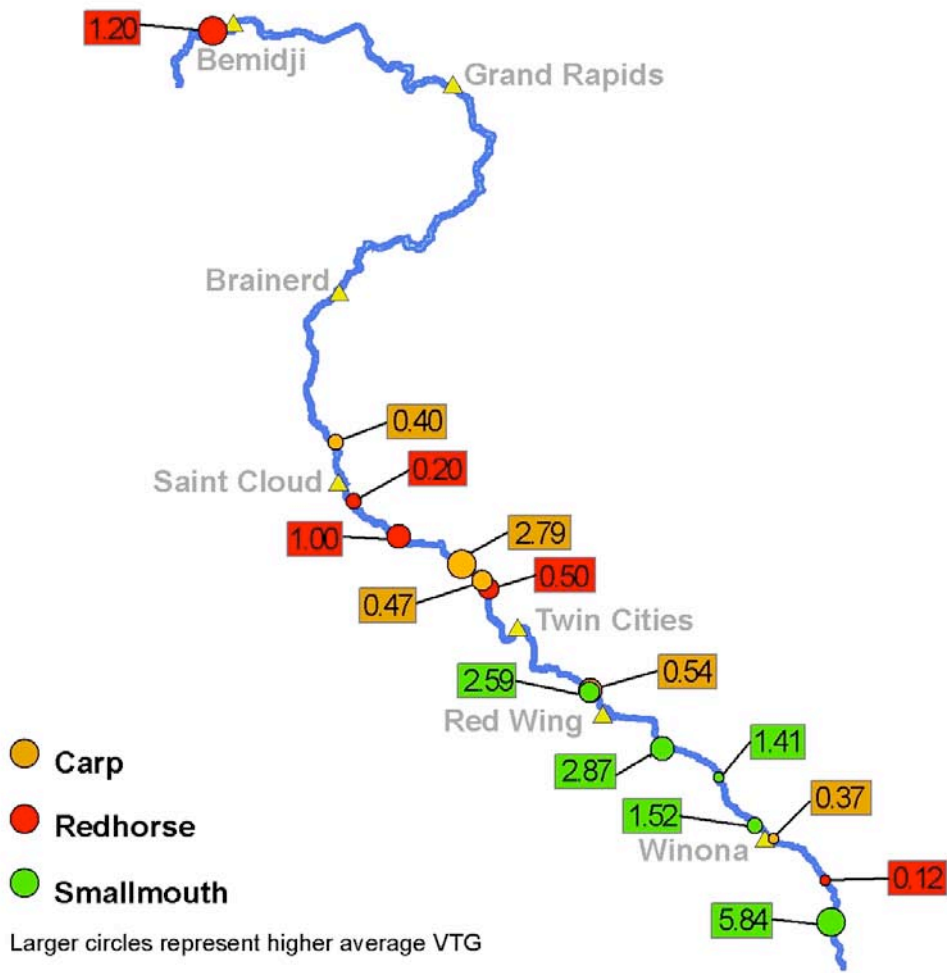 1.20
Bemidji
Grand Rapids
Brainerd
0.40
Saint Cloud
0.20
1.00
2.79
0.50
0.47
Twin Cities
0.54
2.59
Red Wing
1.41
2.87
0.37
1.52
Winona
0.12
5.84
Carp
Redhorse
Smallmouth
Larger circles represent higher average VTG